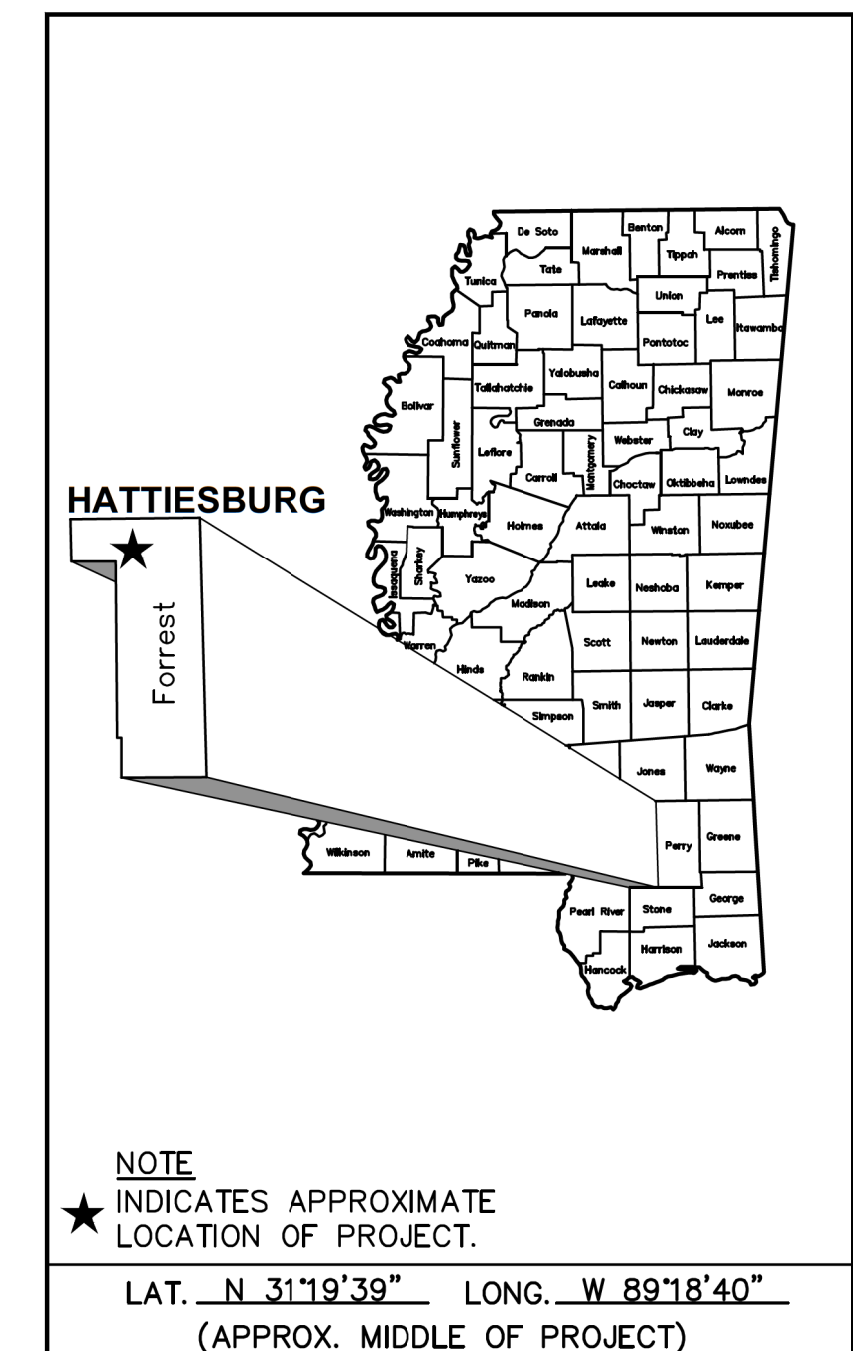 De Soto
Benton
Alcorn
Tishomingo
Marshall
Tippah
Tate
Prentiss
Tunica
Union
Panola
Lafayette
Lee
Itawamba
Coahoma
Quitman
Pontotoc
Yalobusha
Tallahatchie
Calhoun
Chickasaw
Monroe
Bolivar
Grenada
Sunflower
Leflore
Montgomery
Webster
Clay
Carroll
Choctaw
Oktibbeha
Lowndes
HATTIESBURG
Washington
Humphreys
Holmes
Attala
Winston
Noxubee
Issaquena
Sharkey
Yazoo
Leake
Neshoba
Kemper
Madison
Forrest
Warren
Scott
Newton
Lauderdale
Hinds
Rankin
Simpson
Smith
Jasper
Clarke
Jones
Wayne
Wilkinson
Amite
Pike
Perry
Greene
Pearl River
Stone
George
Harrison
Jackson
Hancock
NOTE
★ INDICATES APPROXIMATE
LOCATION OF PROJECT.
LAT. N 31°19'39" LONG. W 89°18'40"
(APPROX. MIDDLE OF PROJECT)